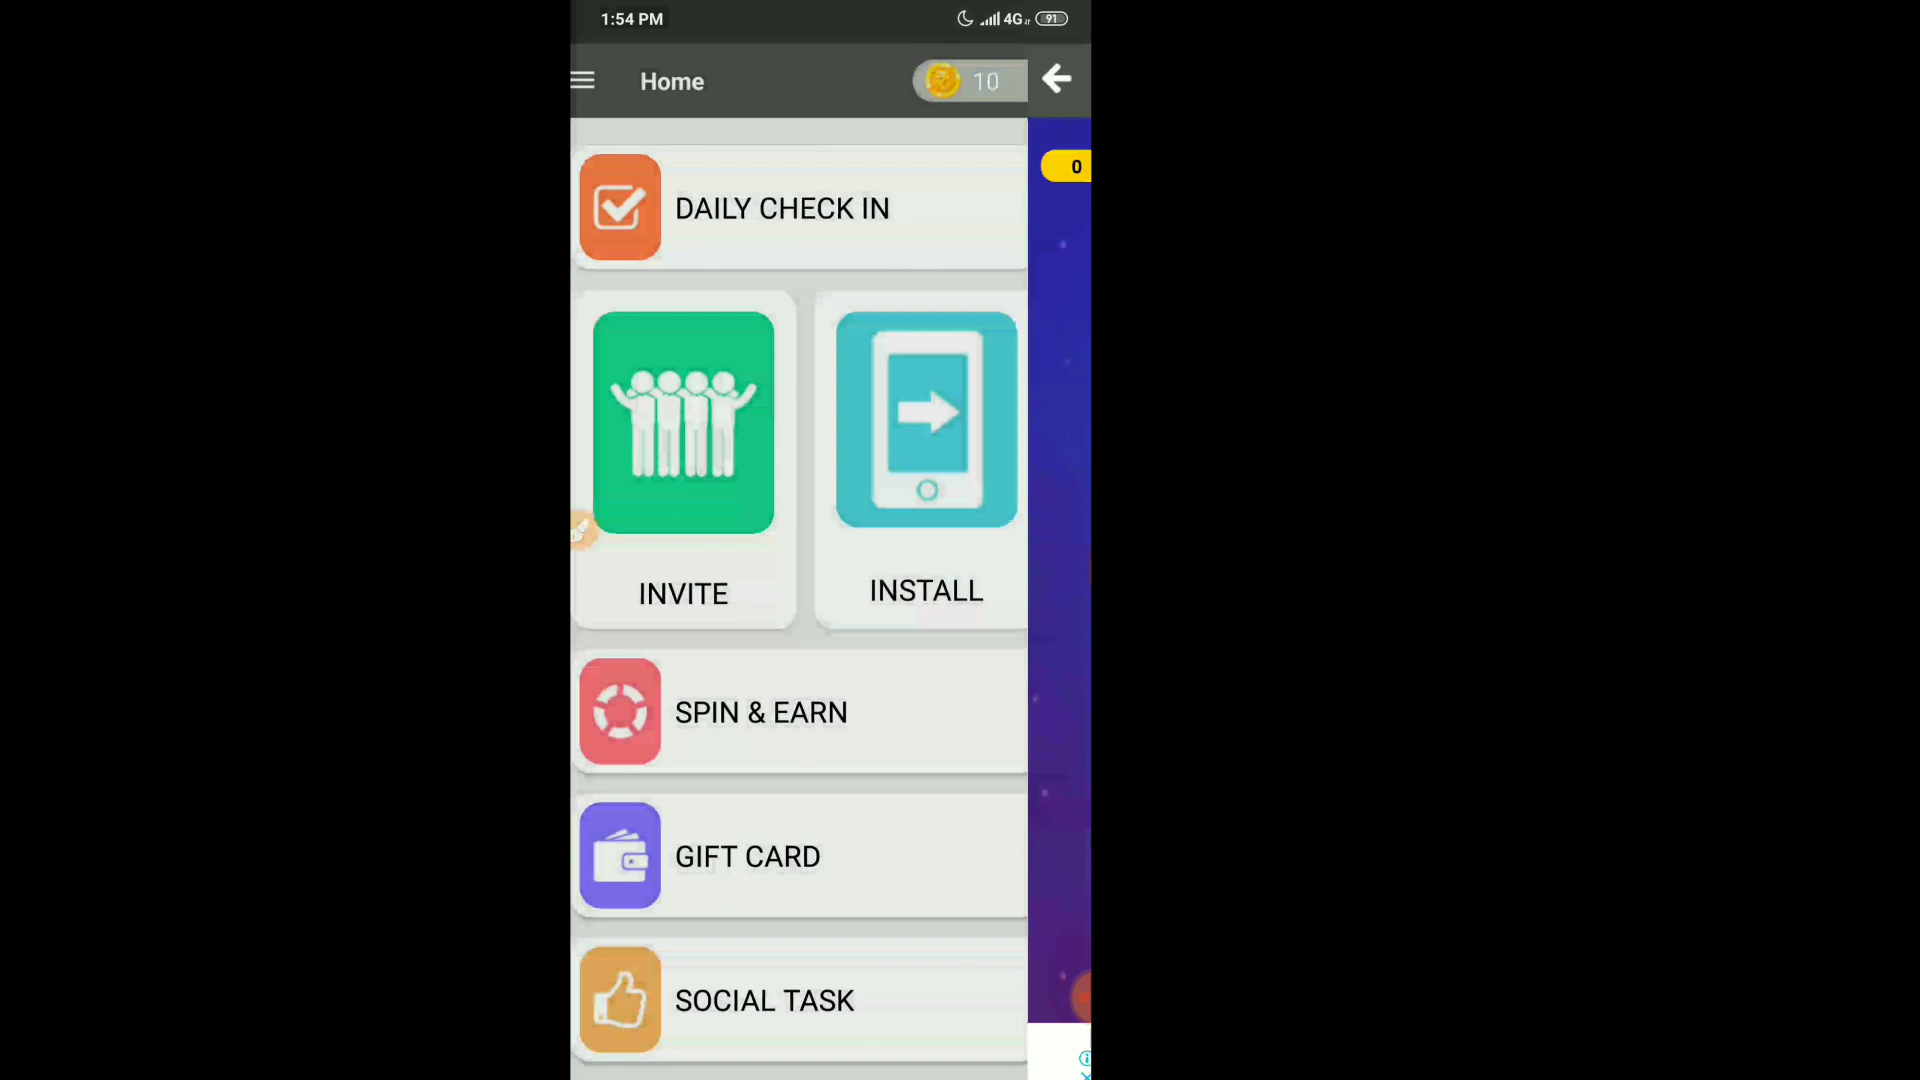 1:54 PM
4G
91
Home
10
0
DAILY CHECK IN
INVITE
INSTALL
SPIN & EARN
GIFT CARD
SOCIAL TASK